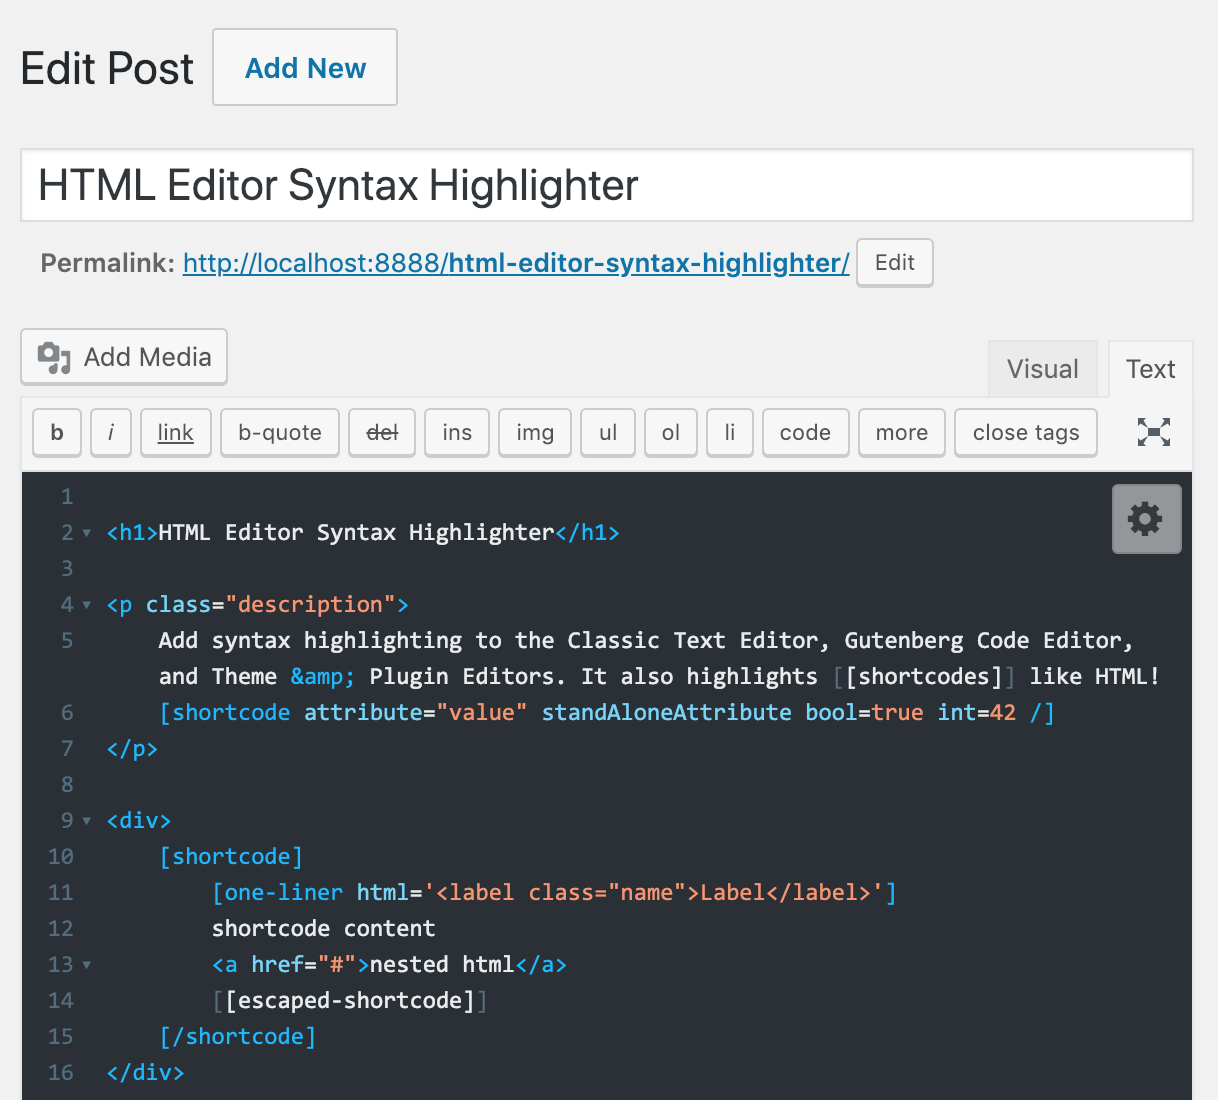 Edit Post Add New
HTML Editor Syntax Highlighter
Permalink: http://localhost:8888/html-editor-syntax-highlighter/ Edit
Add Media Visual Text
b i link b-quote del ins img ul ol li code more close tags
1
2 <h1>HTML Editor Syntax Highlighter</h1>
3
4 <p class="description">
5 Add syntax highlighting to the Classic Text Editor, Gutenberg Code Editor,
and Theme &amp; Plugin Editors. It also highlights [[shortcodes]] like HTML!
6 [shortcode attribute="value" standAloneAttribute bool=true int=42 /]
7 </p>
8
9 <div>
10 [shortcode]
11 [one-liner html='<label class="name">Label</label>']
12 shortcode content
13 <a href="#">nested html</a>
14 [[escaped-shortcode]]
15 [/shortcode]
16 </div>